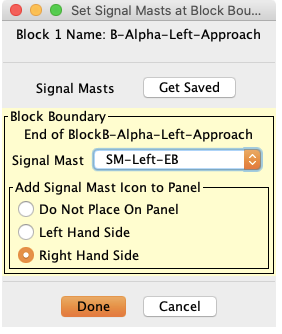 Set Signal Masts at Block Bou...
Block 1 Name: B-Alpha-Left-Approach
Signal Masts Get Saved
Block Boundary
End of BlockB-Alpha-Left-Approach
Signal Mast SM-Left-EB
Add Signal Mast Icon to Panel
Do Not Place On Panel
Left Hand Side
Right Hand Side
Done Cancel